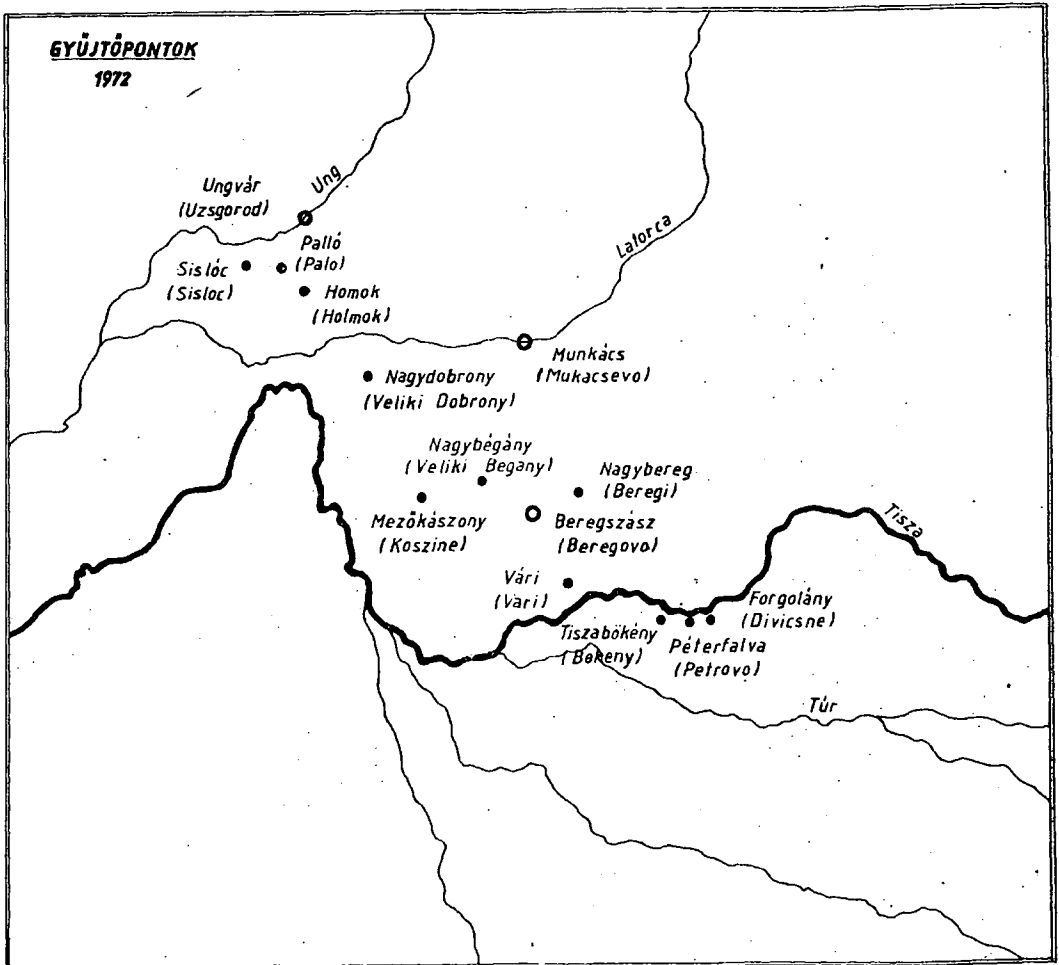 GYŰJTŐPONTOK
1972
Ung
Ungvár
(Uzsgorod)
Latorca
Palló
(Palo)
Sislóc
(Sisloc)
Homok
(Holmok)
Munkács
(Mukacsevo)
Nagydobrony
(Veliki Dobrony)
Nagybégány
(Veliki Begany)
Nagybereg
(Beregi)
Mezőkászony
(Koszine)
Beregszász
(Beregovo)
Tisza
Vári
(Vari)
Forgolány
(Divicsne)
Tiszabökény
(Bökeny)
Péterfalva
(Petrovo)
Túr